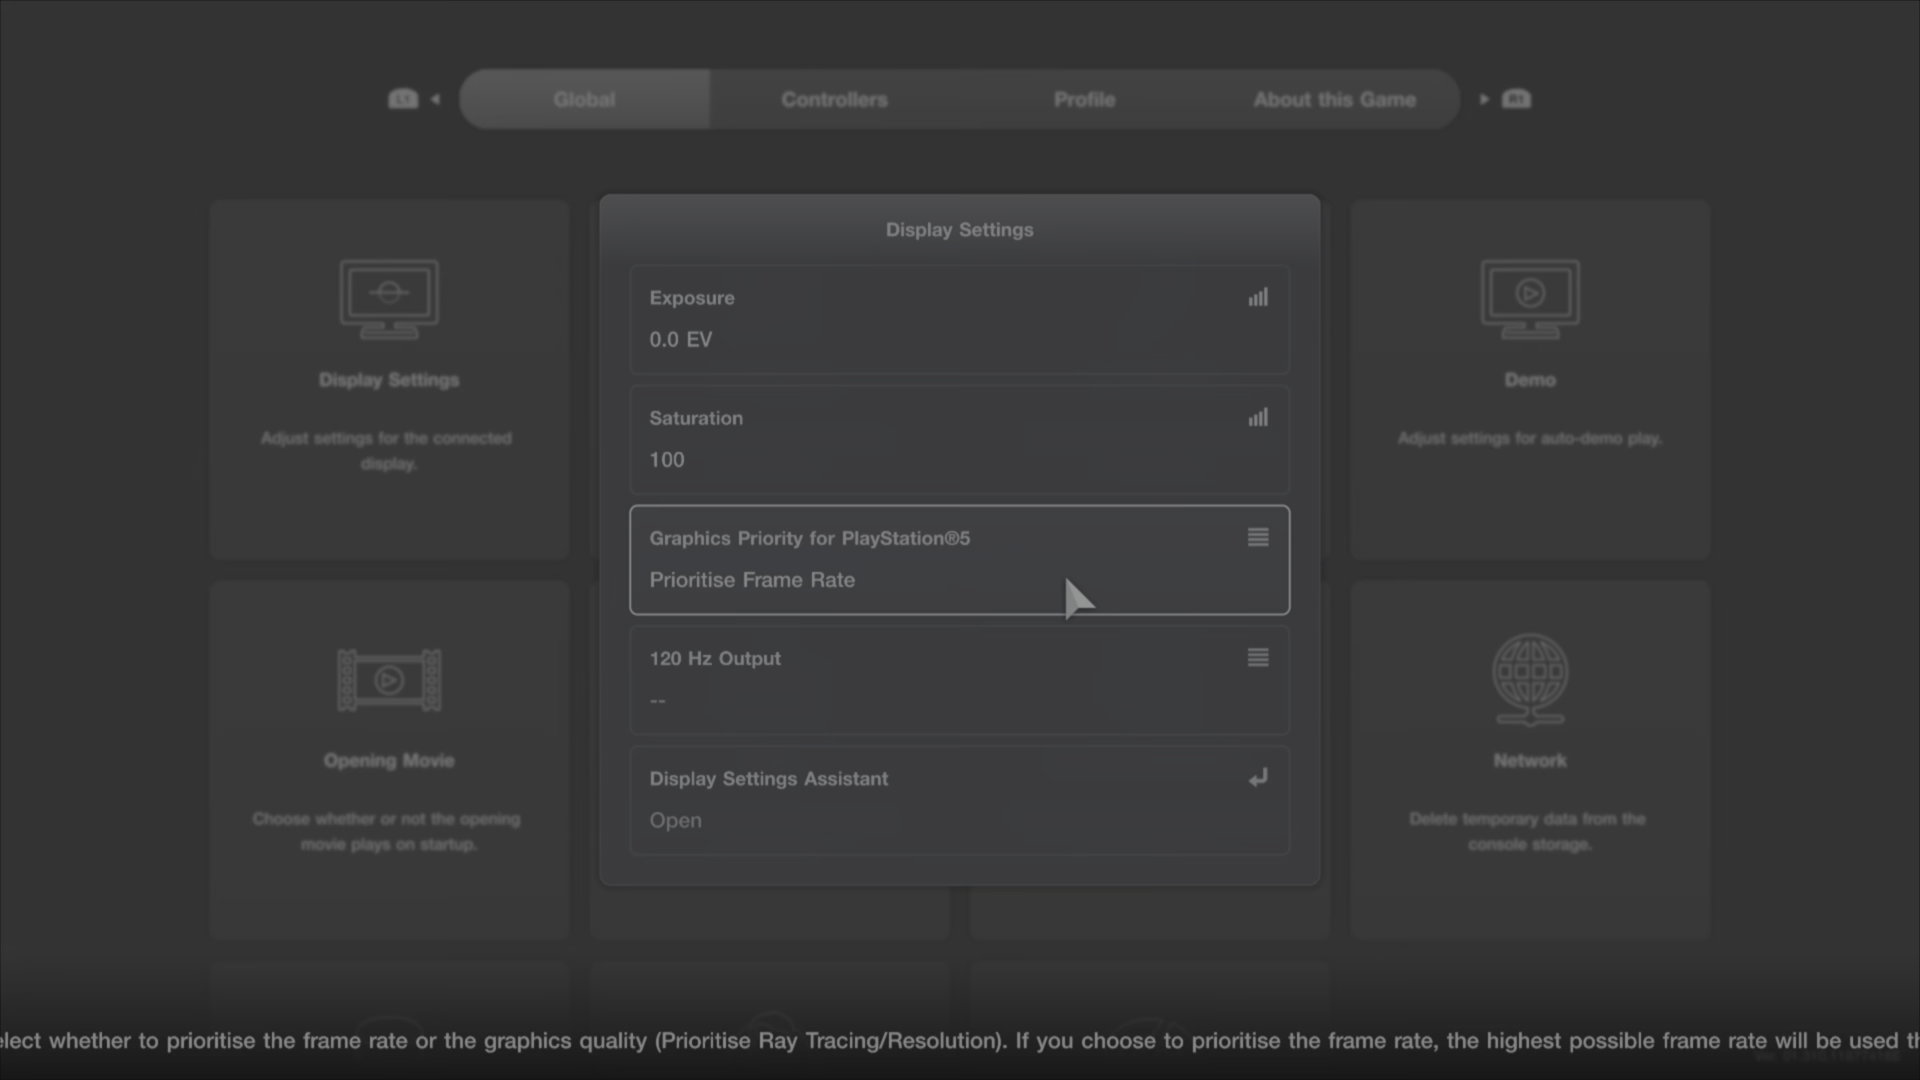 L1 Global Controllers Profile About this Game R1
Display Settings
Exposure
0.0 EV
Saturation
100
Graphics Priority for PlayStation®5
Prioritise Frame Rate
120 Hz Output
--
Display Settings Assistant
Open
Display Settings
Adjust settings for the connected
display.
Demo
Adjust settings for auto-demo play.
Opening Movie
Choose whether or not the opening
movie plays on startup.
Network
Delete temporary data from the
console storage.
elect whether to prioritise the frame rate or the graphics quality (Prioritise Ray Tracing/Resolution). If you choose to prioritise the frame rate, the highest possible frame rate will be used th